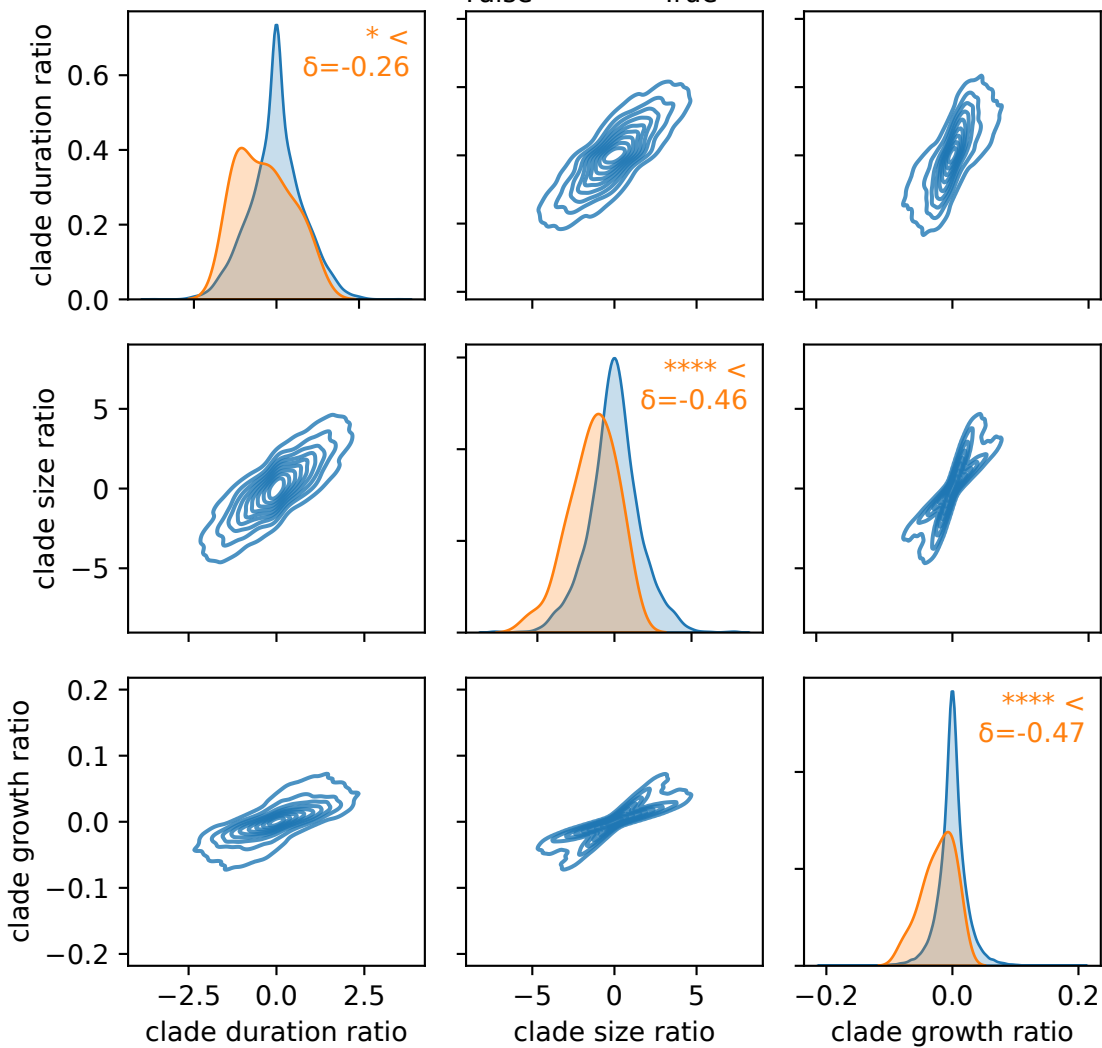 * <
δ=-0.26
clade duration ratio
0.6
0.4
0.2
0.0
**** <
δ=-0.46
clade size ratio
5
0
−5
**** <
δ=-0.47
clade growth ratio
0.2
0.1
0.0
−0.1
−0.2
−2.5 0.0 2.5
−5 0 5
−0.2 0.0 0.2
clade duration ratio
clade size ratio
clade growth ratio